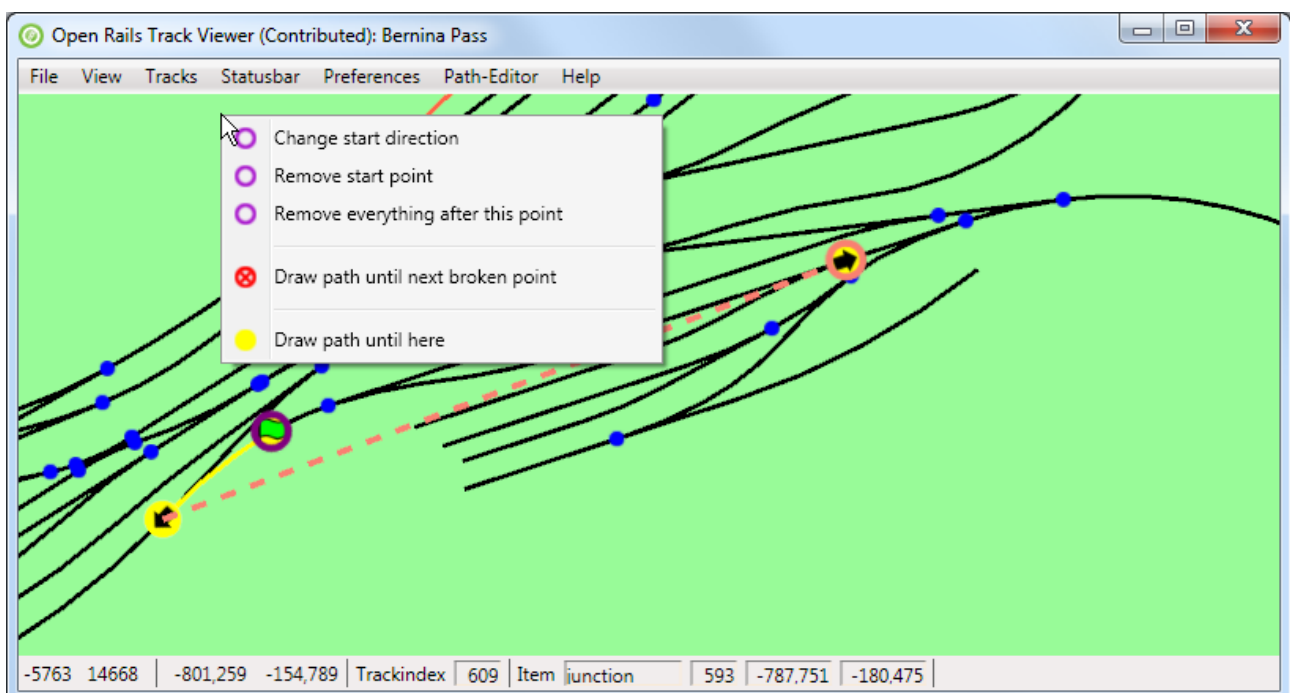 Open Rails Track Viewer (Contributed): Bernina Pass
File View Tracks Statusbar Preferences Path-Editor Help
Change start direction
Remove start point
Remove everything after this point
Draw path until next broken point
Draw path until here
-5763 14668 -801,259 -154,789 Trackindex 609 Item junction 593 -787,751 -180,475